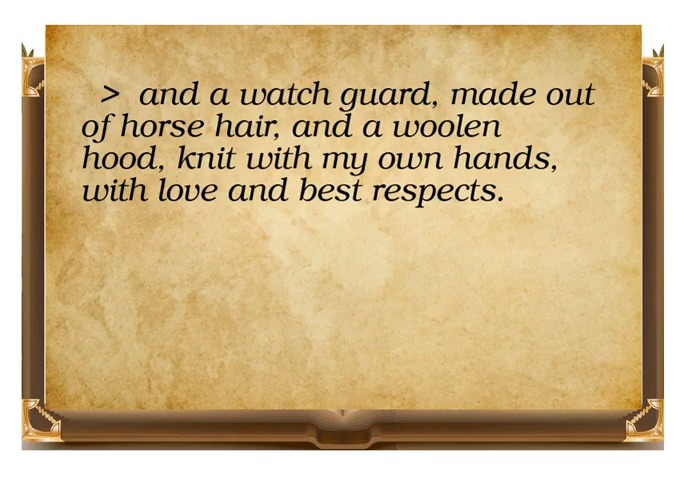 > and a watch guard, made out
of horse hair, and a woolen
hood, knit with my own hands,
with love and best respects.